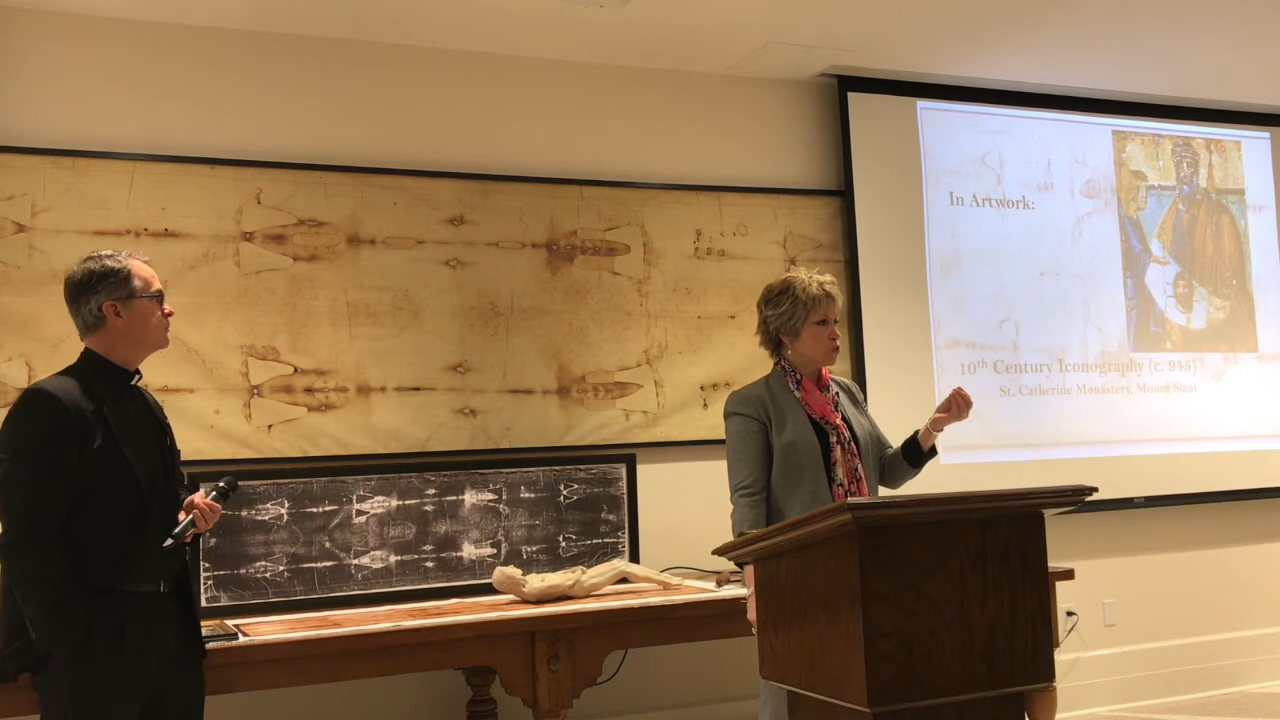 In Artwork:
10th Century Iconography (c. 945)
St. Catherine Monastery, Mount Sinai